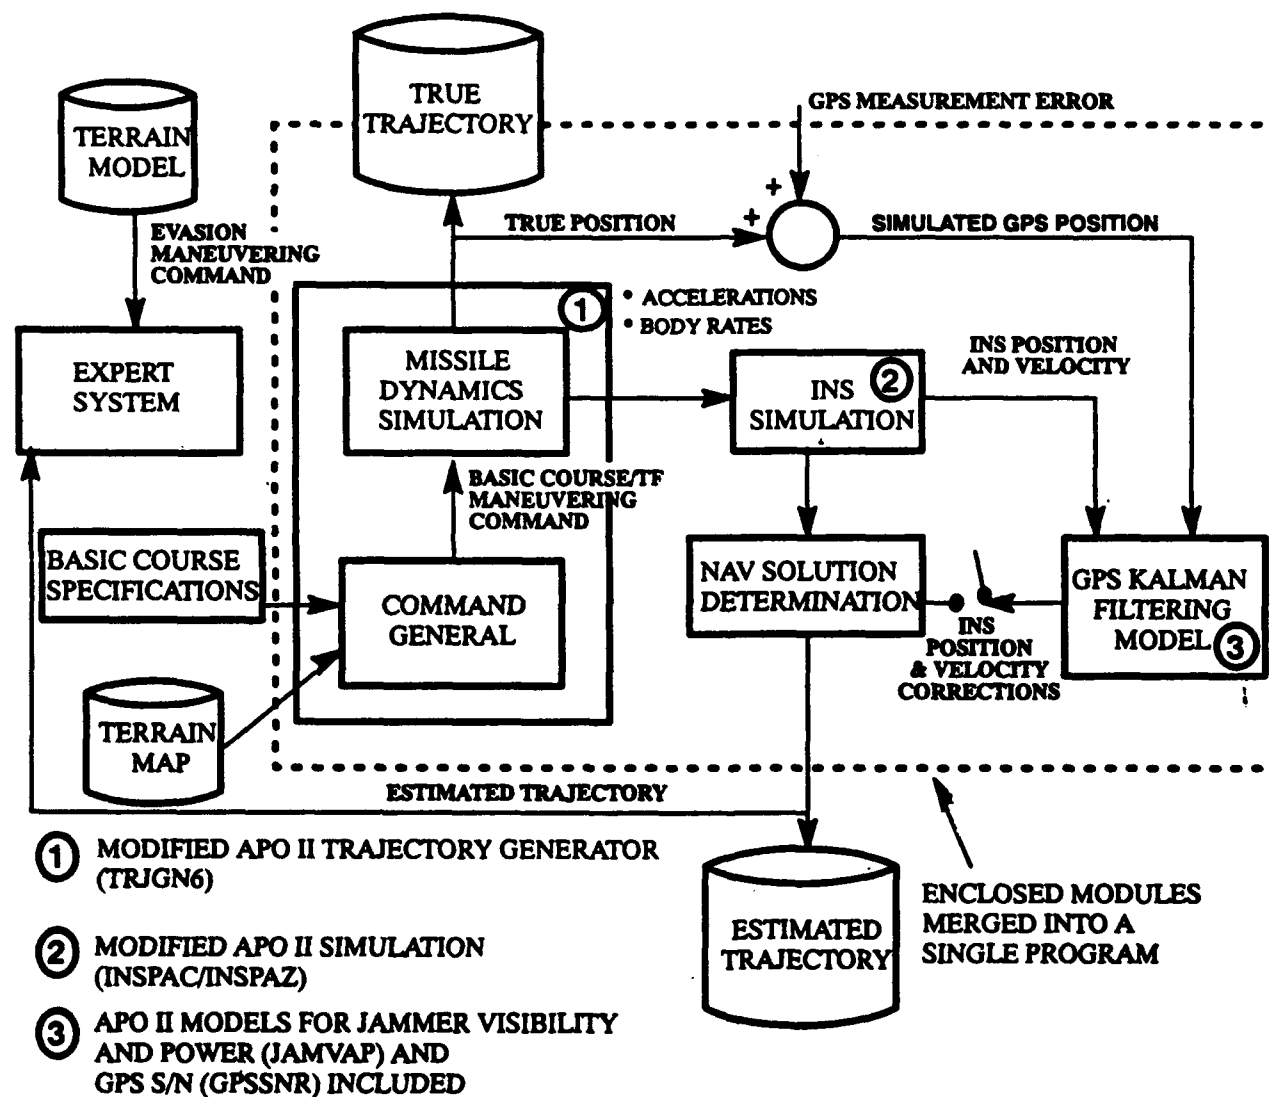 TRUE
TRAJECTORY
GPS MEASUREMENT ERROR
TERRAIN
MODEL
+
+
TRUE POSITION
SIMULATED GPS POSITION
EVASION
MANEUVERING
COMMAND
1
• ACCELERATIONS
• BODY RATES
EXPERT
SYSTEM
MISSILE
DYNAMICS
SIMULATION
INS
SIMULATION
2
INS POSITION
AND VELOCITY
BASIC COURSE/TF
MANEUVERING
COMMAND
BASIC COURSE
SPECIFICATIONS
COMMAND
GENERAL
NAV SOLUTION
DETERMINATION
INS
POSITION
& VELOCITY
CORRECTIONS
GPS KALMAN
FILTERING
MODEL
3
TERRAIN
MAP
ESTIMATED TRAJECTORY
1 MODIFIED APO II TRAJECTORY GENERATOR
(TRJGN6)
2 MODIFIED APO II SIMULATION
(INSPAC/INSPAZ)
3 APO II MODELS FOR JAMMER VISIBILITY
AND POWER (JAMVAP) AND
GPS S/N (GPSSNR) INCLUDED
ESTIMATED
TRAJECTORY
ENCLOSED MODULES
MERGED INTO A
SINGLE PROGRAM